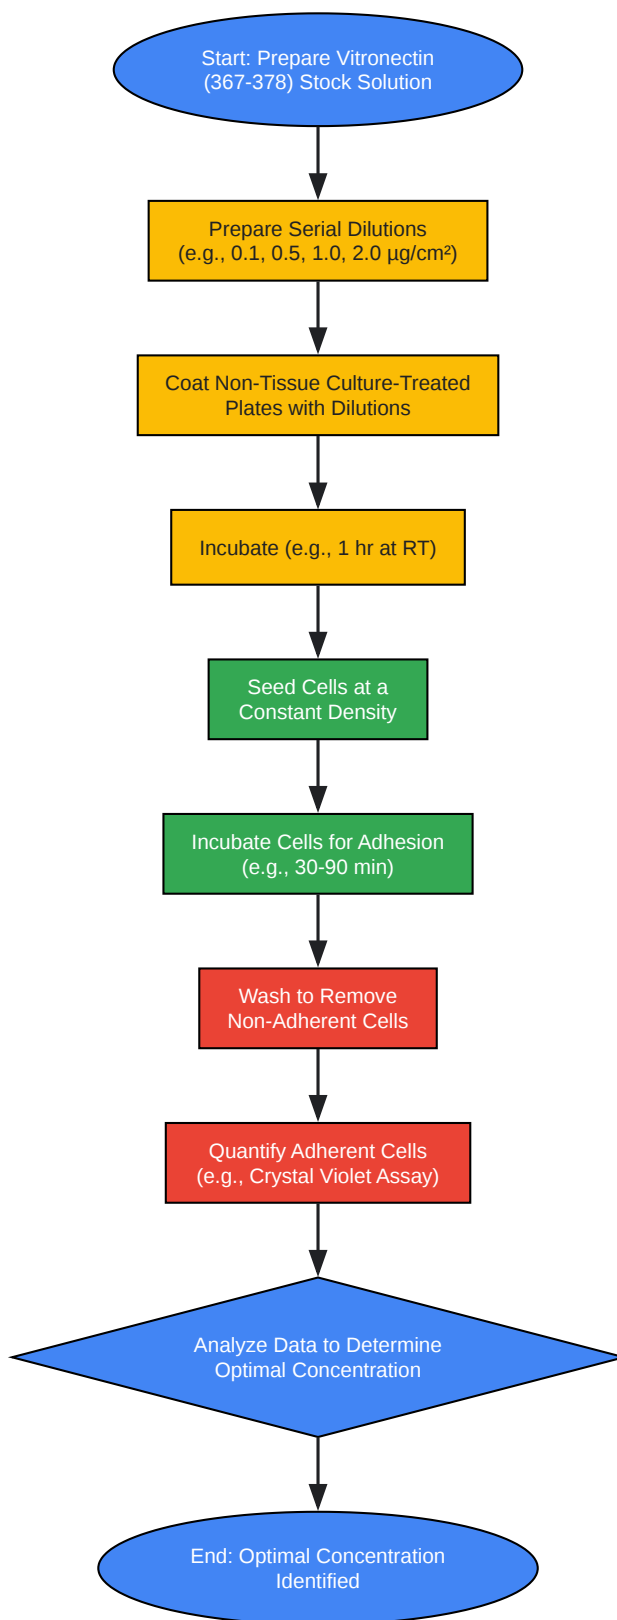 Start: Prepare Vitronectin
(367-378) Stock Solution
Prepare Serial Dilutions
(e.g., 0.1, 0.5, 1.0, 2.0 µg/cm²)
Coat Non-Tissue Culture-Treated
Plates with Dilutions
Incubate (e.g., 1 hr at RT)
Seed Cells at a
Constant Density
Incubate Cells for Adhesion
(e.g., 30-90 min)
Wash to Remove
Non-Adherent Cells
Quantify Adherent Cells
(e.g., Crystal Violet Assay)
Analyze Data to Determine
Optimal Concentration
End: Optimal Concentration
Identified